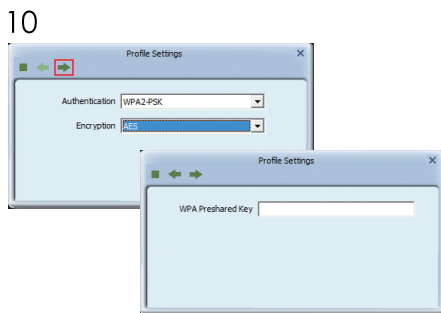 10
Profile Settings
Authentication WPA2-PSK
Encryption AES
Profile Settings
WPA Preshared Key